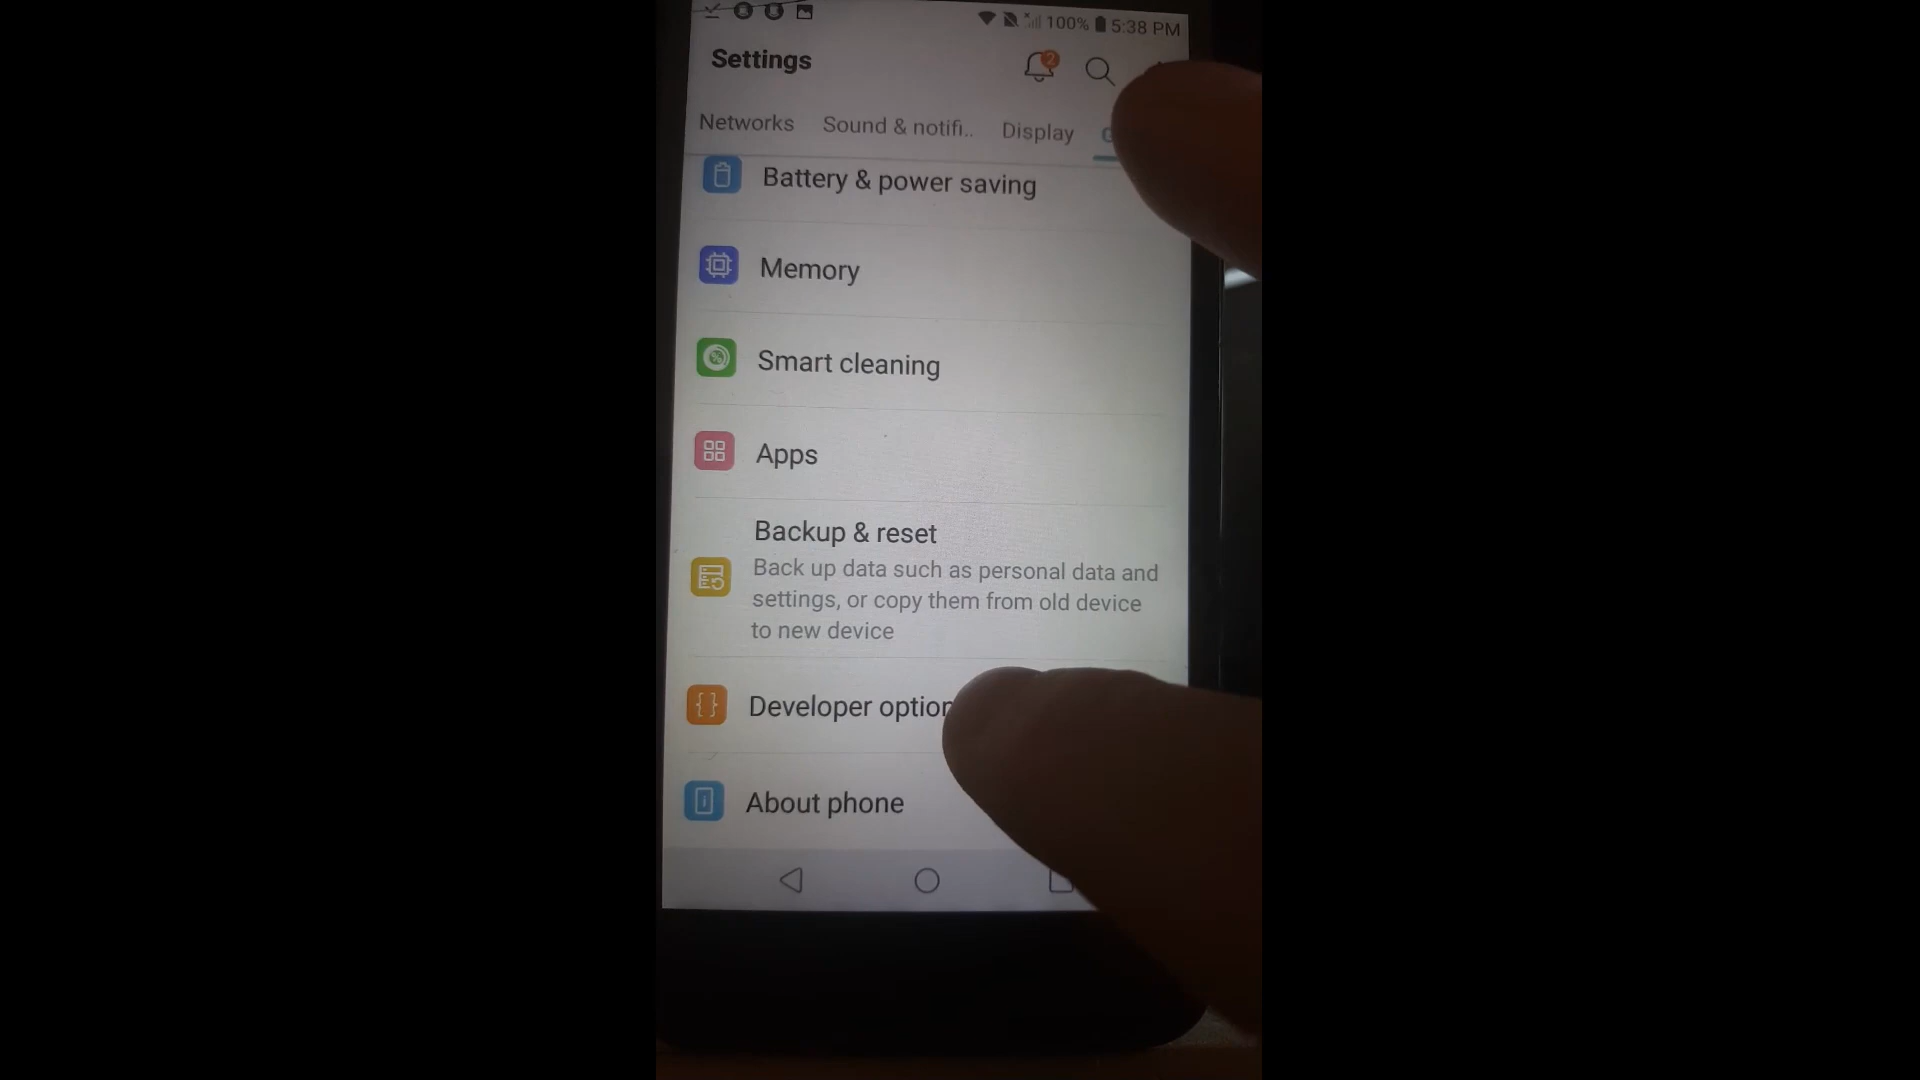 100% 5:38 PM
Settings
2
Networks Sound & notifi.. Display
Battery & power saving
Memory
Smart cleaning
Apps
Backup & reset
Back up data such as personal data and
settings, or copy them from old device
to new device
Developer option
About phone